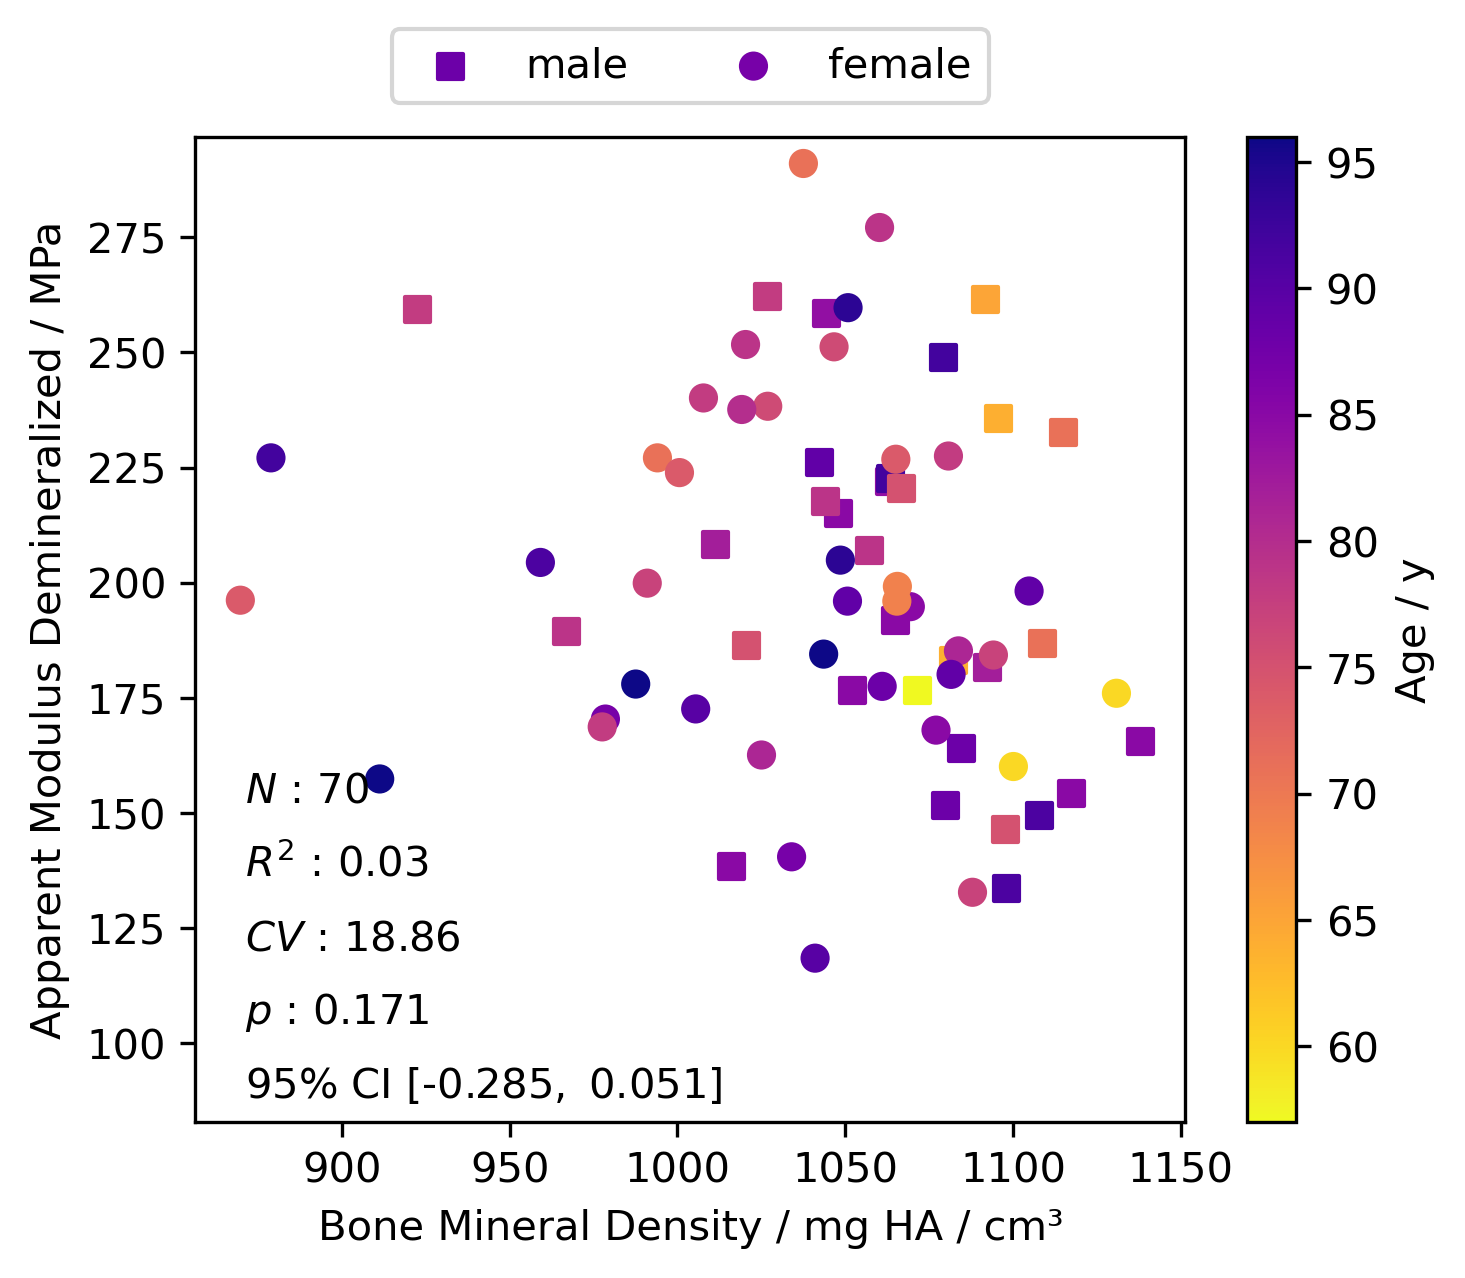 male female
275
250
225
200
175
150
125
100
Apparent Modulus Demineralized / MPa
N : 70
R² : 0.03
CV : 18.86
p : 0.171
95% CI [-0.285, 0.051]
900 950 1000 1050 1100 1150
Bone Mineral Density / mg HA / cm³
95
90
85
80
75
70
65
60
Age / y